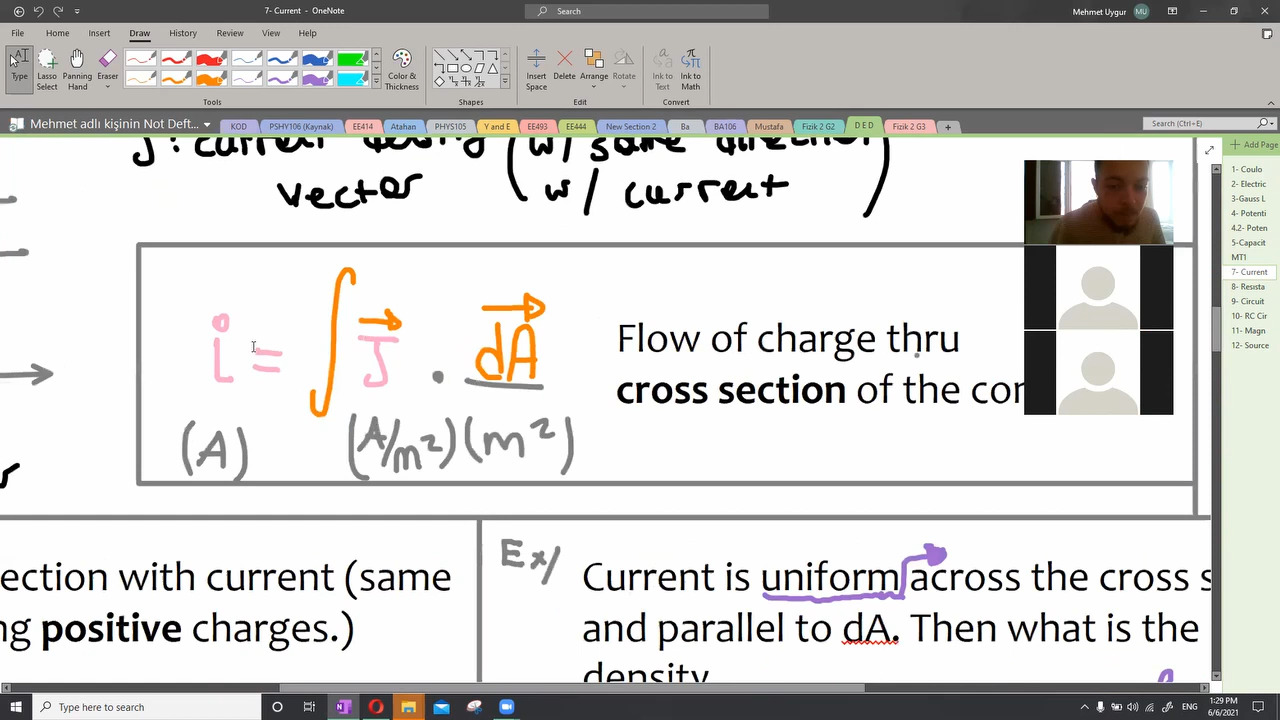 7- Current - OneNote
Search
Mehmet Uygur
MU
File Home Insert Draw History Review View Help
Type
Lasso Select
Panning Hand
Eraser
Color & Thickness
Insert Space
Delete
Arrange
Rotate
Ink to Text
Ink to Math
Tools
Shapes
Edit
Convert
Mehmet adlı kişinin Not Deft...
KOD PSHY106 (Kaynak) EE414 Atahan PHYS105 Y and E EE493 EE444 New Section 2 Ba BA106 Mustafa Fizik 2 G2 D E D Fizik 2 G3
Search (Ctrl+E)
Add Page
1- Coulo
2- Electric
3-Gauss L
4- Potenti
4.2- Poten
5-Capacit
MT1
7- Current
8- Resista
9- Circuit
10- RC Cir
11- Magn
12- Source
J: current density (w/ same direction
vector w/ current)
i = ∫ J⃗ · dA⃗
(A) (A/m²)(m²)
Flow of charge thru
cross section of the con
ection with current (same
ng positive charges.)
Ex/
Current is uniform across the cross s
and parallel to dA. Then what is the
density
Type here to search
1:29 PM
6/6/2021